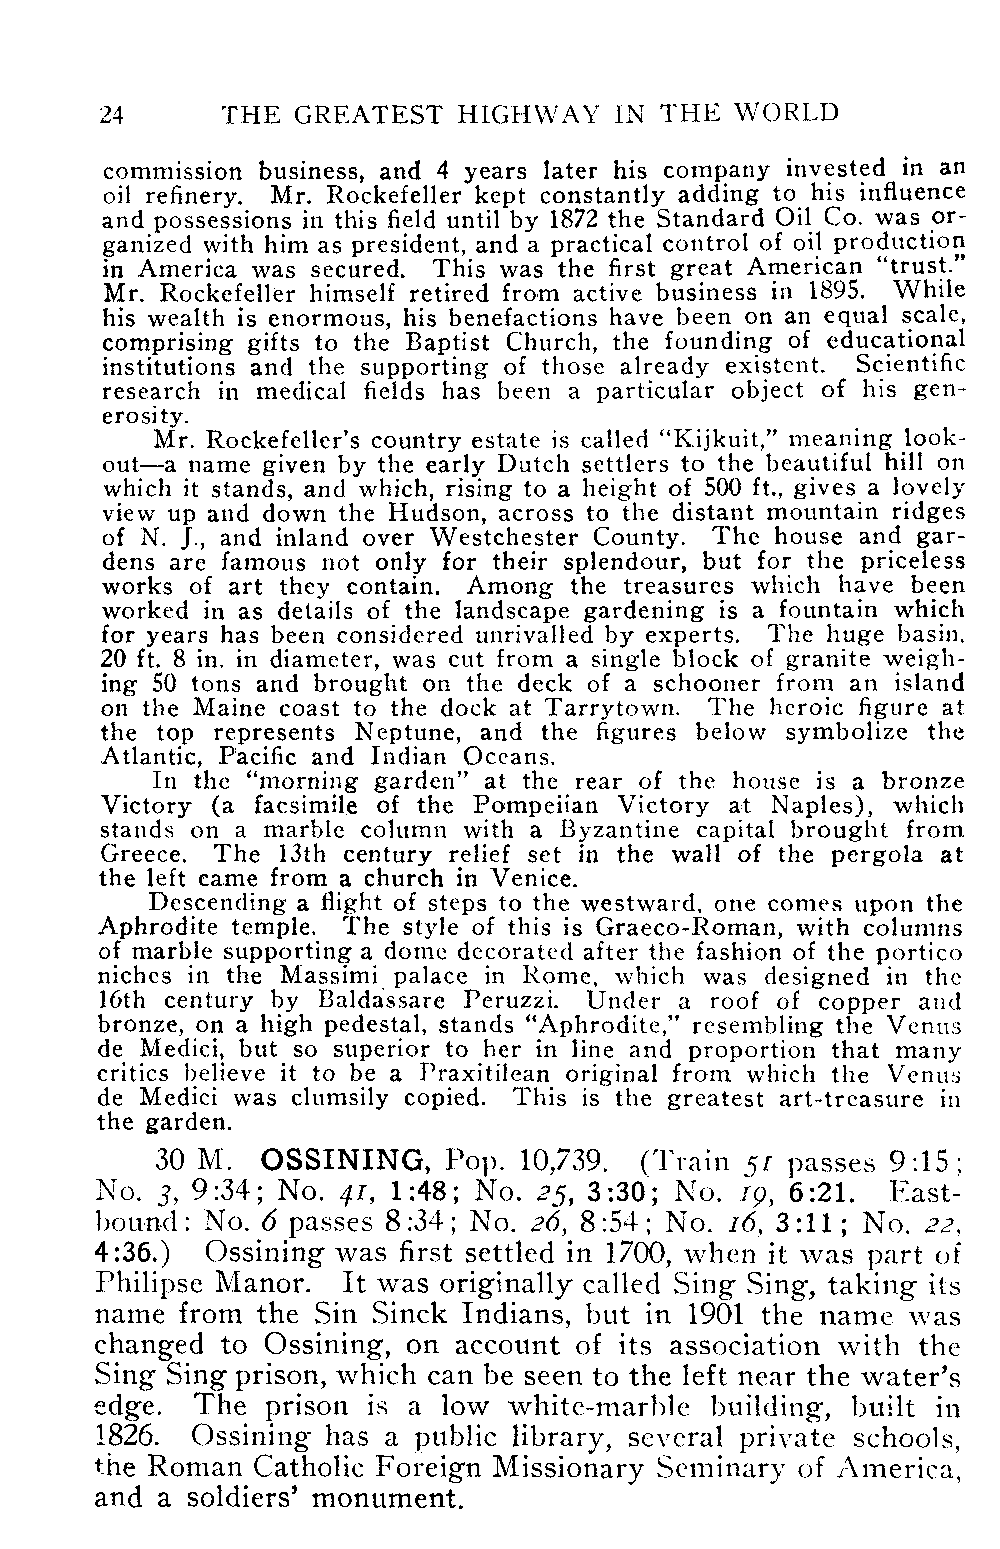 24 THE GREATEST HIGHWAY IN THE WORLD
commission business, and 4 years later his company invested in an
oil refinery. Mr. Rockefeller kept constantly adding to his influence
and possessions in this field until by 1872 the Standard Oil Co. was or-
ganized with him as president, and a practical control of oil production
in America was secured. This was the first great American "trust."
Mr. Rockefeller himself retired from active business in 1895. While
his wealth is enormous, his benefactions have been on an equal scale,
comprising gifts to the Baptist Church, the founding of educational
institutions and the supporting of those already existent. Scientific
research in medical fields has been a particular object of his gen-
erosity.
Mr. Rockefeller's country estate is called "Kijkuit," meaning look-
out—a name given by the early Dutch settlers to the beautiful hill on
which it stands, and which, rising to a height of 500 ft., gives a lovely
view up and down the Hudson, across to the distant mountain ridges
of N. J., and inland over Westchester County. The house and gar-
dens are famous not only for their splendour, but for the priceless
works of art they contain. Among the treasures which have been
worked in as details of the landscape gardening is a fountain which
for years has been considered unrivalled by experts. The huge basin,
20 ft. 8 in. in diameter, was cut from a single block of granite weigh-
ing 50 tons and brought on the deck of a schooner from an island
on the Maine coast to the dock at Tarrytown. The heroic figure at
the top represents Neptune, and the figures below symbolize the
Atlantic, Pacific and Indian Oceans.
In the "morning garden" at the rear of the house is a bronze
Victory (a facsimile of the Pompeiian Victory at Naples), which
stands on a marble column with a Byzantine capital brought from
Greece. The 13th century relief set in the wall of the pergola at
the left came from a church in Venice.
Descending a flight of steps to the westward, one comes upon the
Aphrodite temple. The style of this is Graeco-Roman, with columns
of marble supporting a dome decorated after the fashion of the portico
niches in the Massimi palace in Rome, which was designed in the
16th century by Baldassare Peruzzi. Under a roof of copper and
bronze, on a high pedestal, stands "Aphrodite," resembling the Venus
de Medici, but so superior to her in line and proportion that many
critics believe it to be a Praxitilean original from which the Venus
de Medici was clumsily copied. This is the greatest art-treasure in
the garden.
30 M. OSSINING, Pop. 10,739. (Train 51 passes 9:15;
No. 3, 9:34; No. 41, 1:48; No. 25, 3:30; No. 19, 6:21. East-
bound: No. 6 passes 8:34; No. 26, 8:54; No. 16, 3:11; No. 22,
4:36.) Ossining was first settled in 1700, when it was part of
Philipse Manor. It was originally called Sing Sing, taking its
name from the Sin Sinck Indians, but in 1901 the name was
changed to Ossining, on account of its association with the
Sing Sing prison, which can be seen to the left near the water's
edge. The prison is a low white-marble building, built in
1826. Ossining has a public library, several private schools,
the Roman Catholic Foreign Missionary Seminary of America,
and a soldiers' monument.